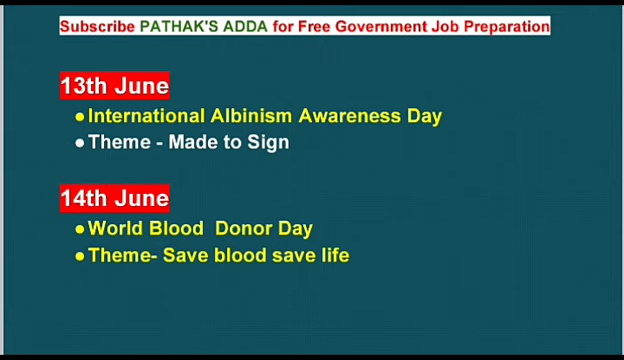 Subscribe PATHAK'S ADDA for Free Government Job Preparation
13th June
●International Albinism Awareness Day
●Theme - Made to Sign
14th June
●World Blood Donor Day
●Theme- Save blood save life